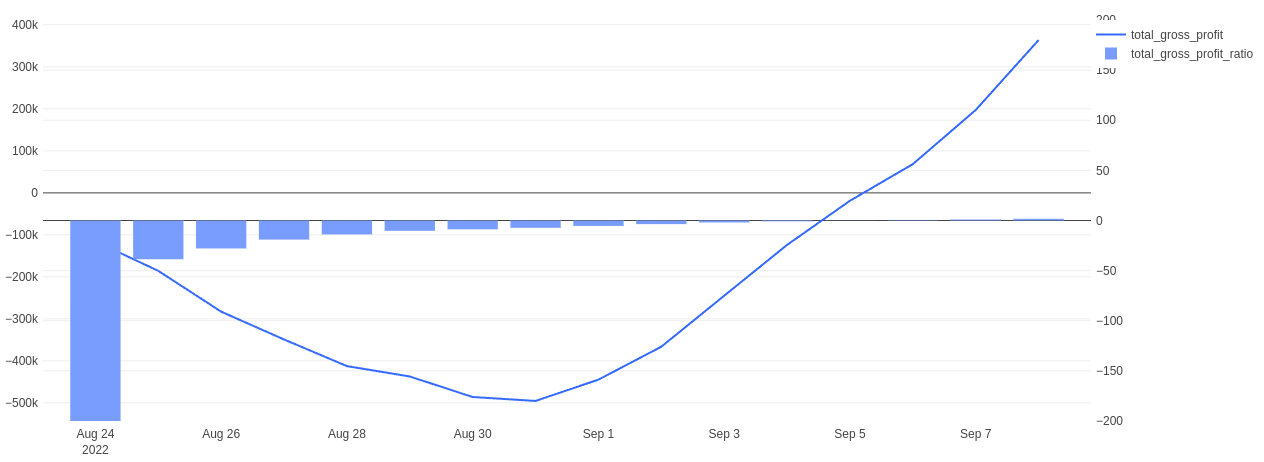 400k
300k
200k
100k
0
−100k
−200k
−300k
−400k
−500k
200
150
100
50
0
−50
−100
−150
−200
total_gross_profit
total_gross_profit_ratio
Aug 24
2022
Aug 26
Aug 28
Aug 30
Sep 1
Sep 3
Sep 5
Sep 7